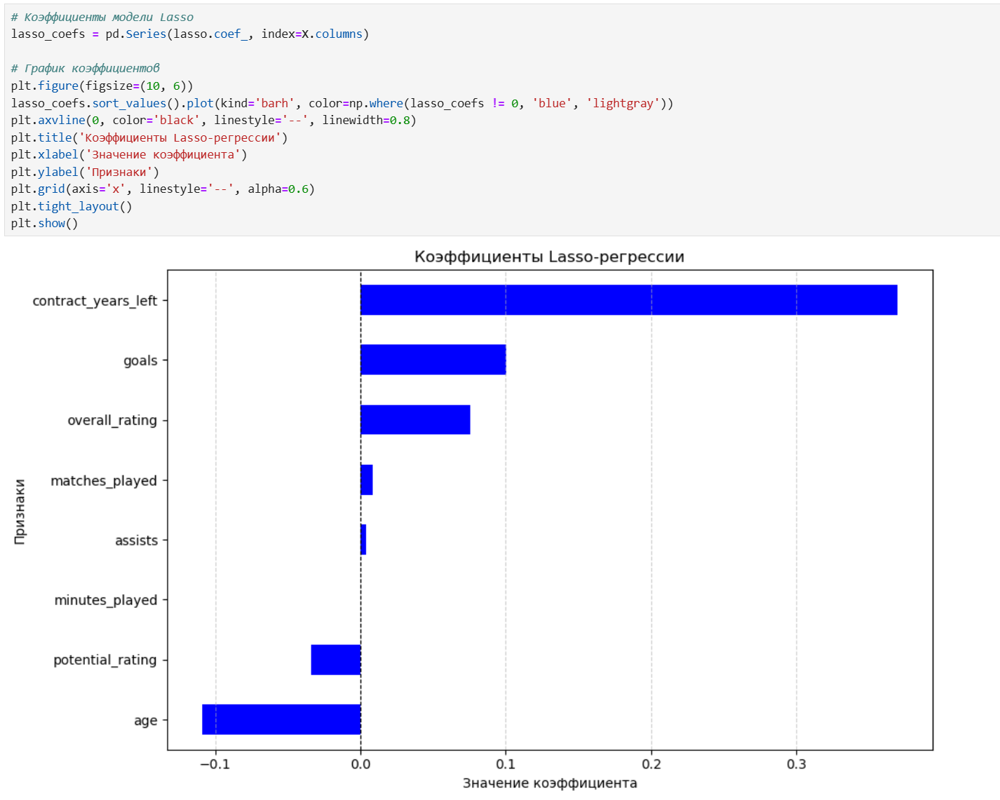 # Коэффициенты модели Lasso
lasso_coefs = pd.Series(lasso.coef_, index=X.columns)
# График коэффициентов
plt.figure(figsize=(10, 6))
lasso_coefs.sort_values().plot(kind='barh', color=np.where(lasso_coefs != 0, 'blue', 'lightgray'))
plt.axvline(0, color='black', linestyle='--', linewidth=0.8)
plt.title('Коэффициенты Lasso-регрессии')
plt.xlabel('Значение коэффициента')
plt.ylabel('Признаки')
plt.grid(axis='x', linestyle='--', alpha=0.6)
plt.tight_layout()
plt.show()
Коэффициенты Lasso-регрессии
contract_years_left
goals
overall_rating
matches_played
assists
minutes_played
potential_rating
age
Признаки
−0.1 0.0 0.1 0.2 0.3
Значение коэффициента